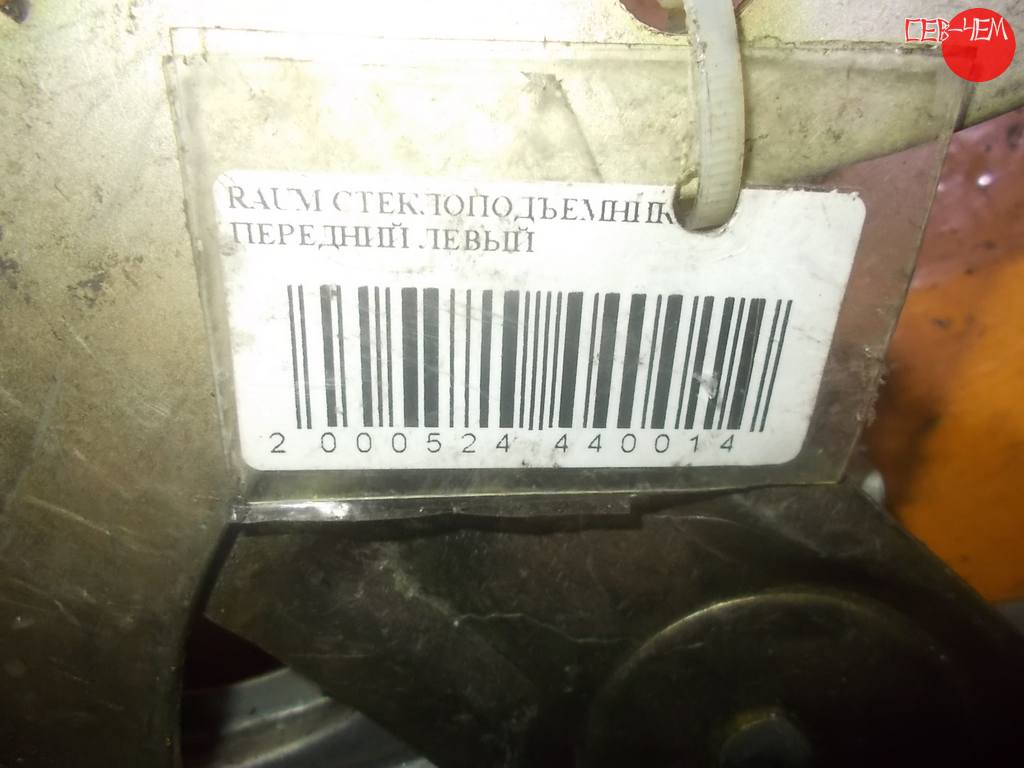 СЕВ-ЧЕМ
RAUM СТЕКЛОПОДЪЕМНИК
ПЕРЕДНИЙ ЛЕВЫЙ
2 000524 440014